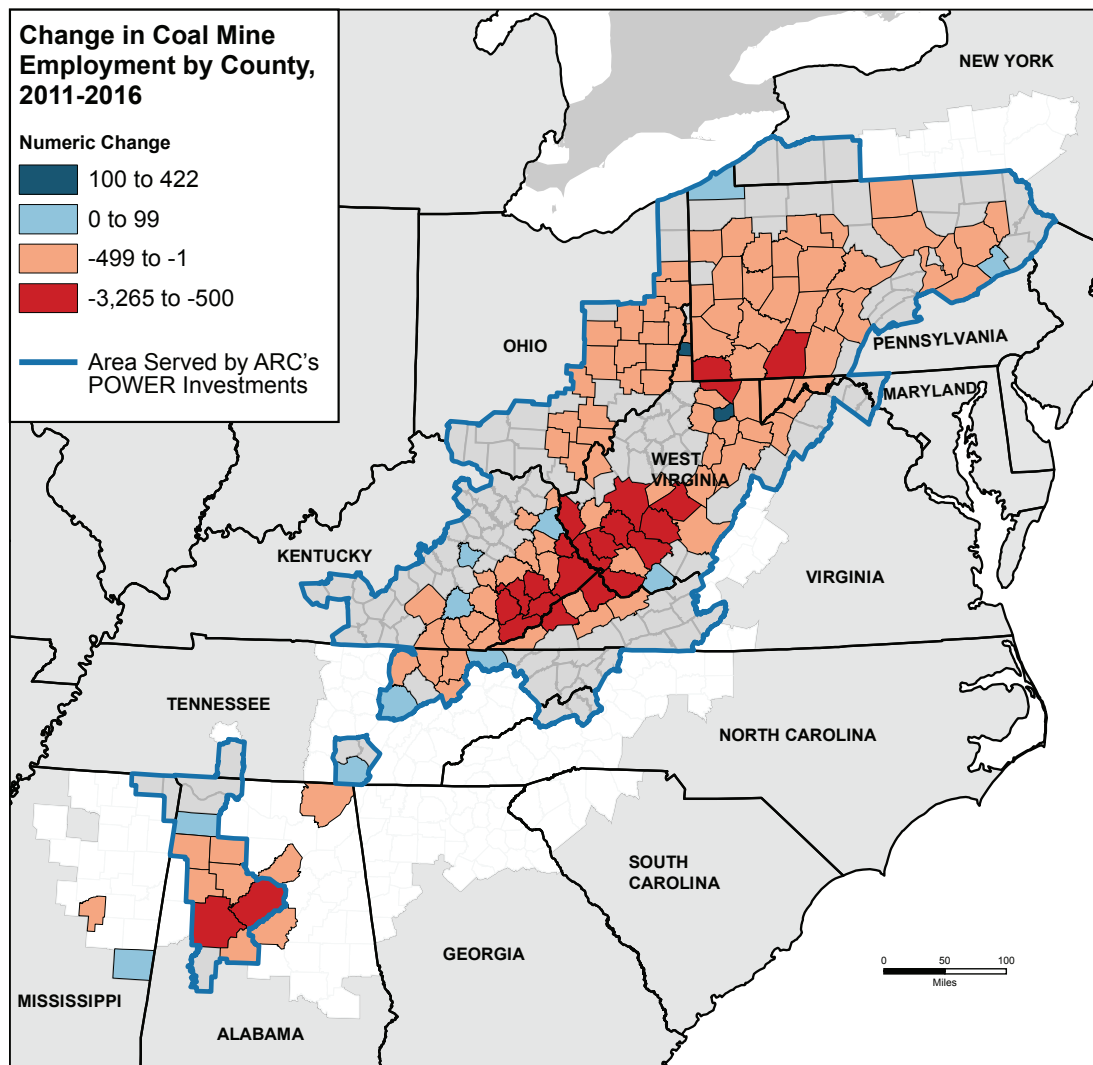 Change in Coal Mine
Employment by County,
2011-2016
Numeric Change
100 to 422
0 to 99
-499 to -1
-3,265 to -500
Area Served by ARC's
POWER Investments
NEW YORK
OHIO
PENNSYLVANIA
MARYLAND
WEST
VIRGINIA
KENTUCKY
VIRGINIA
TENNESSEE
NORTH CAROLINA
SOUTH
CAROLINA
GEORGIA
MISSISSIPPI
ALABAMA
0 50 100
Miles